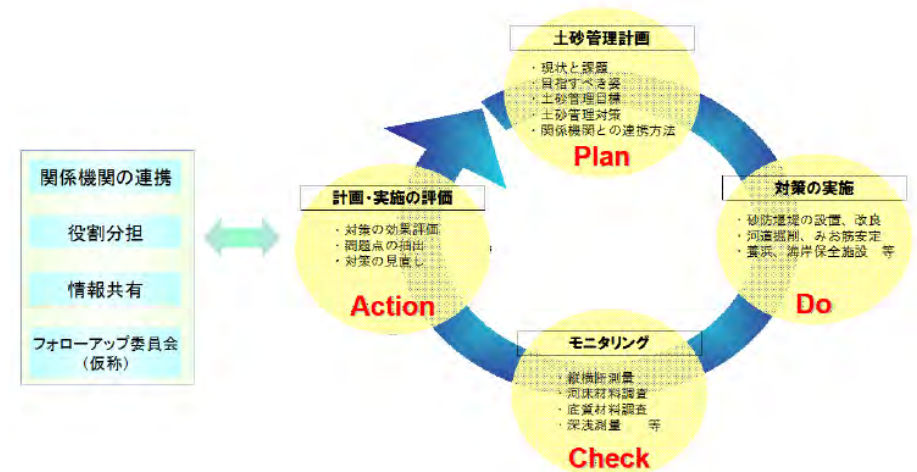 土砂管理計画
・現状と課題
・目指すべき姿
・土砂管理目標
・土砂管理対策
・関係機関との連携方法
Plan
対策の実施
・砂防堰堤の設置、改良
・河道掘削、みお筋安定
・養浜、海岸保全施設 等
Do
モニタリング
・縦横断測量
・河床材料調査
・底質材料調査
・深浅測量 等
Check
計画・実施の評価
・対策の効果評価
・問題点の抽出
・対策の見直し
Action
関係機関の連携
役割分担
情報共有
フォローアップ委員会
(仮称)